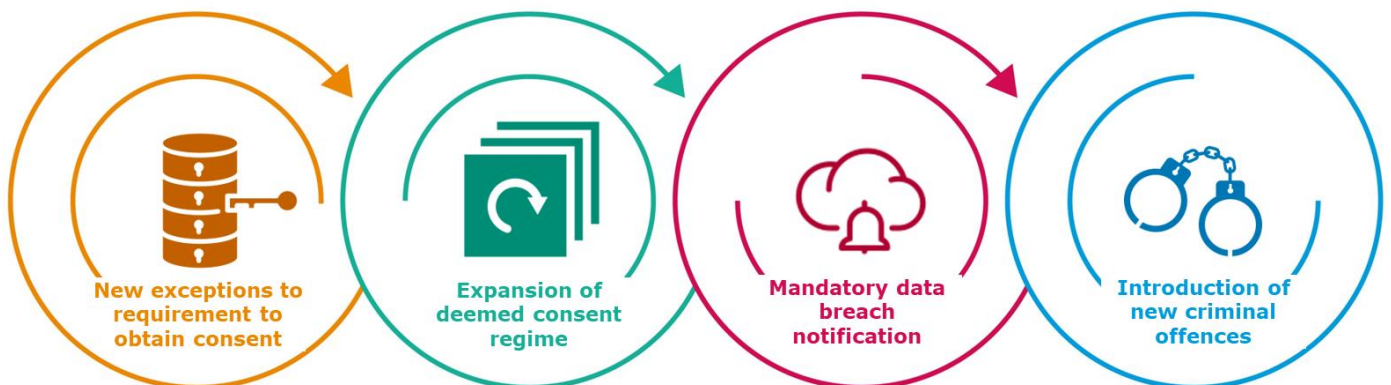 New exceptions to
requirement to
obtain consent
Expansion of
deemed consent
regime
Mandatory data
breach
notification
Introduction of
new criminal
offences